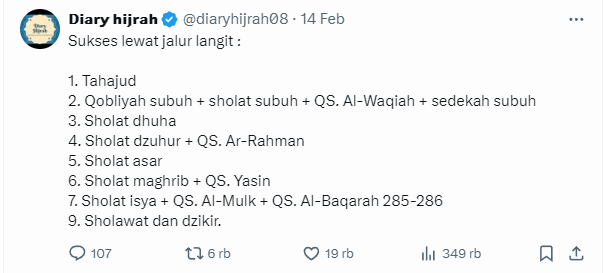 Diary hijrah @diaryhijrah08 · 14 Feb
Sukses lewat jalur langit :
1. Tahajud
2. Qobliyah subuh + sholat subuh + QS. Al-Waqiah + sedekah subuh
3. Sholat dhuha
4. Sholat dzuhur + QS. Ar-Rahman
5. Sholat asar
6. Sholat maghrib + QS. Yasin
7. Sholat isya + QS. Al-Mulk + QS. Al-Baqarah 285-286
9. Sholawat dan dzikir.
107 6 rb 19 rb 349 rb